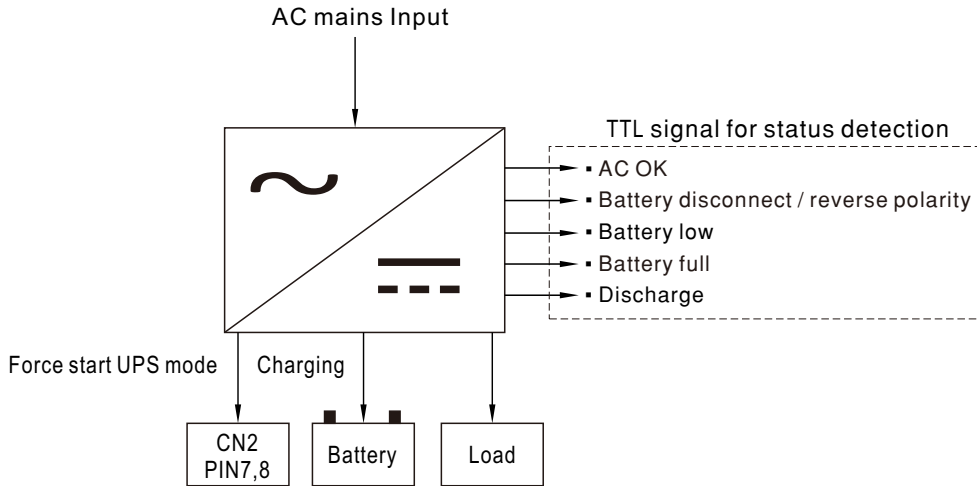 AC mains Input
TTL signal for status detection
▪ AC OK
▪ Battery disconnect / reverse polarity
▪ Battery low
▪ Battery full
▪ Discharge
Force start UPS mode
Charging
CN2
PIN7,8
Battery
Load